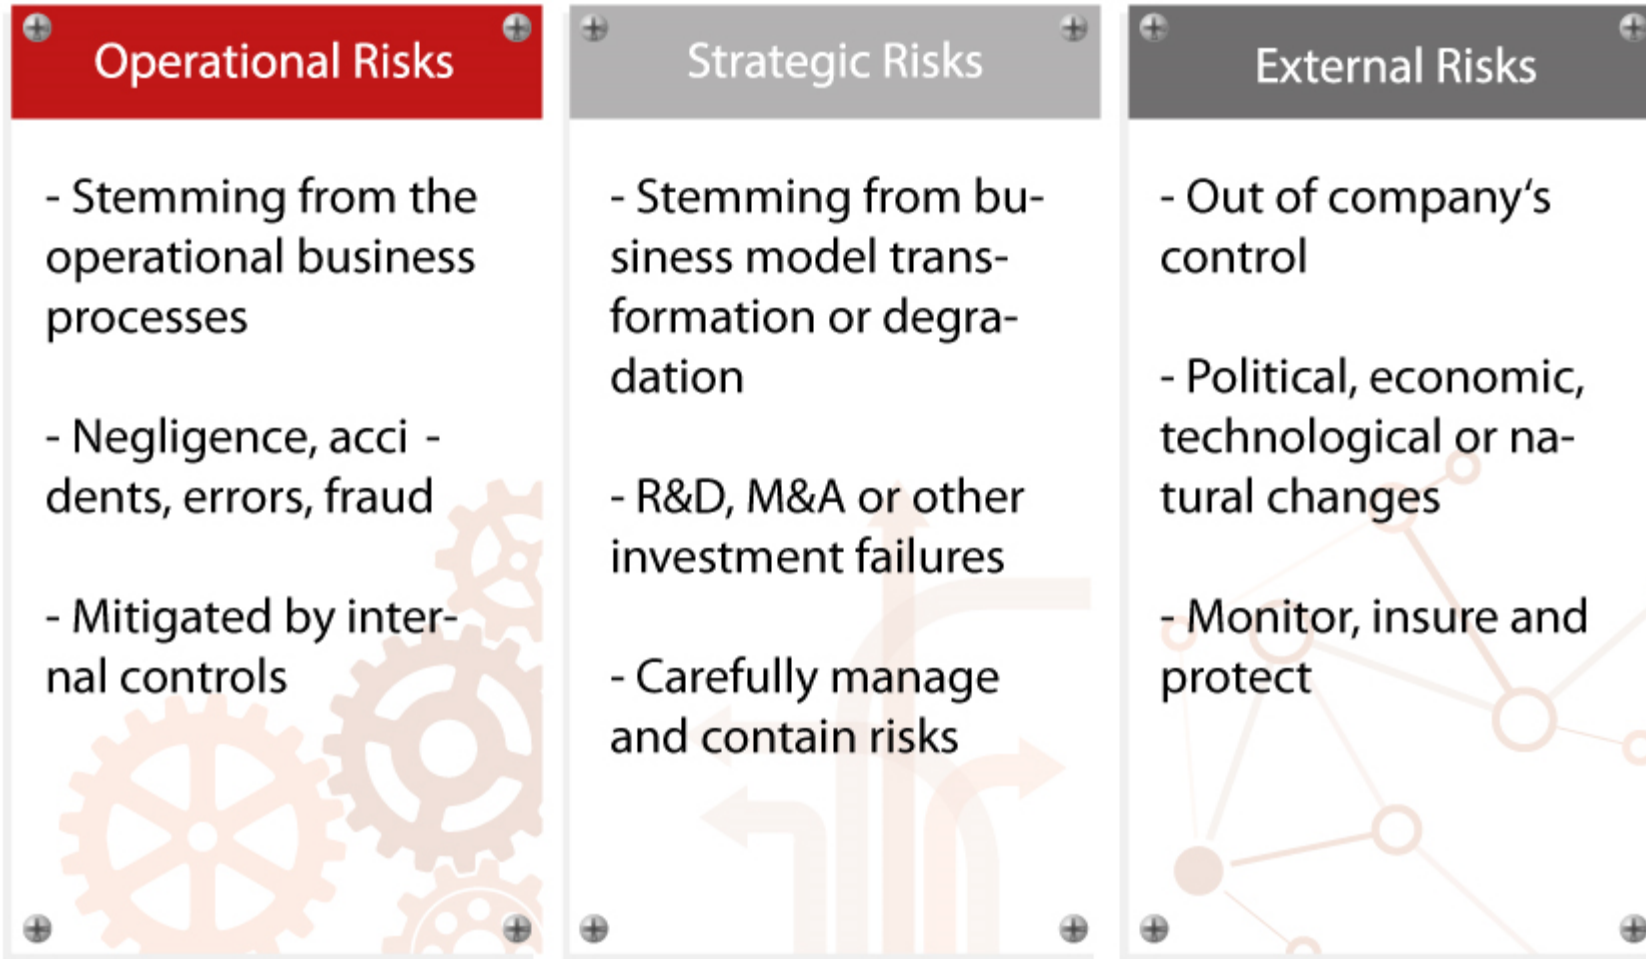 Operational Risks
- Stemming from the
operational business
processes
- Negligence, acci -
dents, errors, fraud
- Mitigated by inter-
nal controls
Strategic Risks
- Stemming from bu-
siness model trans-
formation or degra-
dation
- R&D, M&A or other
investment failures
- Carefully manage
and contain risks
External Risks
- Out of company‘s
control
- Political, economic,
technological or na-
tural changes
- Monitor, insure and
protect